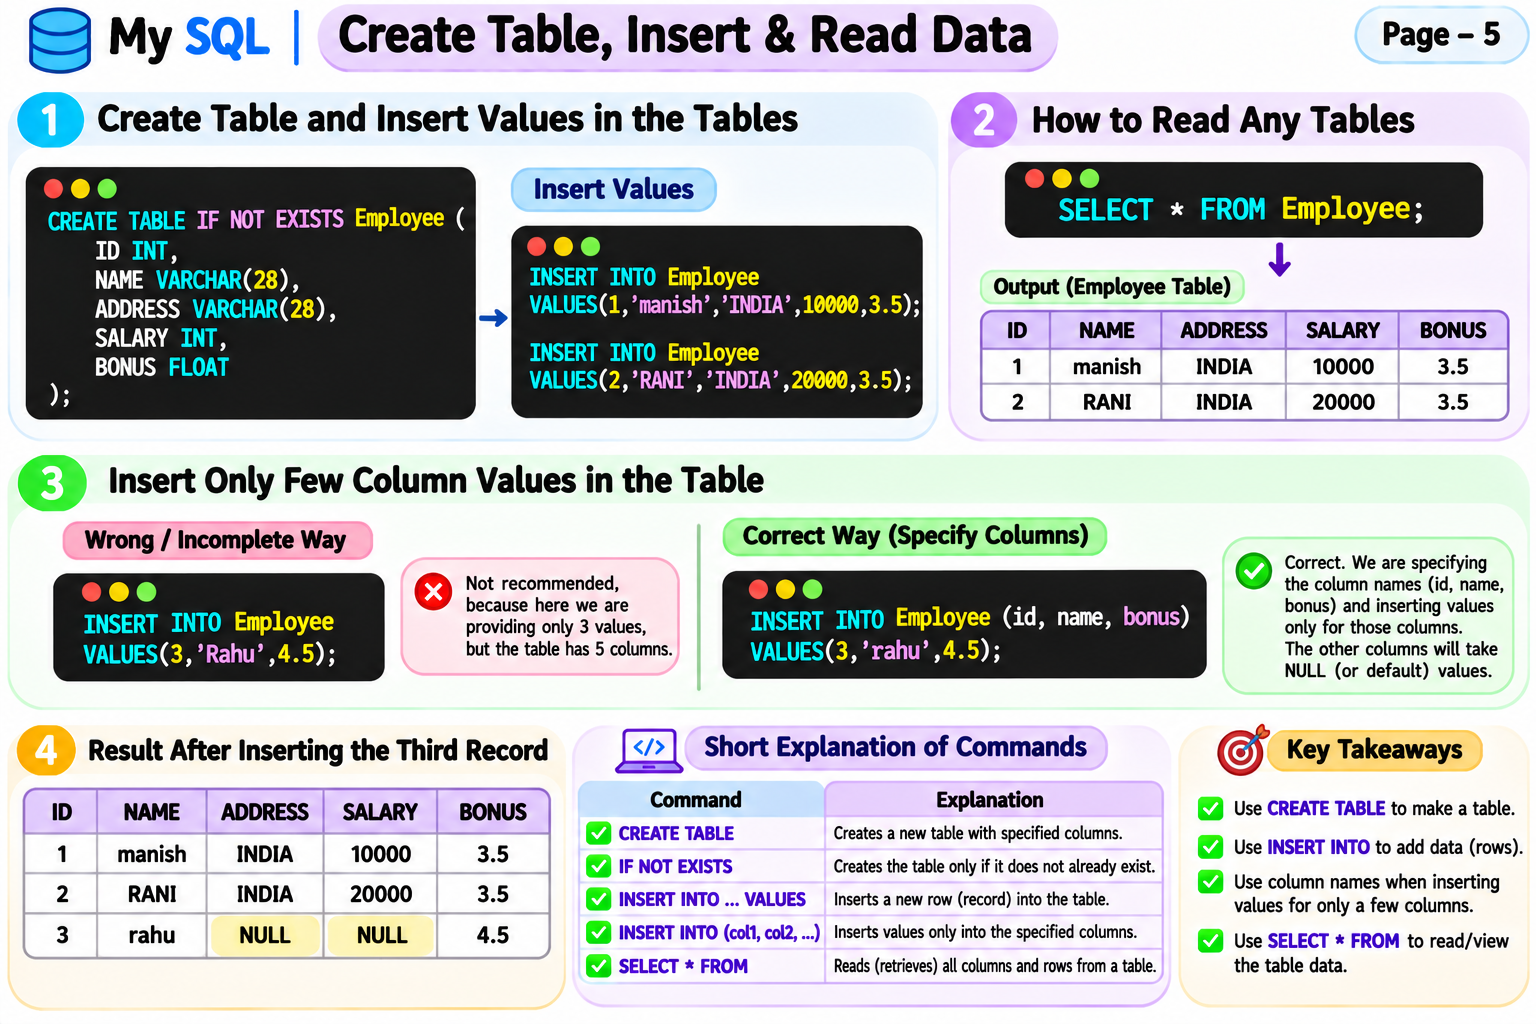 My SQL
Create Table, Insert & Read Data
Page – 5
1
Create Table and Insert Values in the Tables
CREATE TABLE IF NOT EXISTS Employee (
ID INT,
NAME VARCHAR(28),
ADDRESS VARCHAR(28),
SALARY INT,
BONUS FLOAT
);
Insert Values
INSERT INTO Employee
VALUES(1,'manish','INDIA',10000,3.5);
INSERT INTO Employee
VALUES(2,'RANI','INDIA',20000,3.5);
2
How to Read Any Tables
SELECT * FROM Employee;
Output (Employee Table)
ID NAME ADDRESS SALARY BONUS
1 manish INDIA 10000 3.5
2 RANI INDIA 20000 3.5
3
Insert Only Few Column Values in the Table
Wrong / Incomplete Way
INSERT INTO Employee
VALUES(3,'Rahu',4.5);
Not recommended,
because here we are
providing only 3 values,
but the table has 5 columns.
Correct Way (Specify Columns)
INSERT INTO Employee (id, name, bonus)
VALUES(3,'rahu',4.5);
Correct. We are specifying
the column names (id, name,
bonus) and inserting values
only for those columns.
The other columns will take
NULL (or default) values.
4
Result After Inserting the Third Record
ID NAME ADDRESS SALARY BONUS
1 manish INDIA 10000 3.5
2 RANI INDIA 20000 3.5
3 rahu NULL NULL 4.5
</>
Short Explanation of Commands
Command Explanation
CREATE TABLE Creates a new table with specified columns.
IF NOT EXISTS Creates the table only if it does not already exist.
INSERT INTO ... VALUES Inserts a new row (record) into the table.
INSERT INTO (col1, col2, ...) Inserts values only into the specified columns.
SELECT * FROM Reads (retrieves) all columns and rows from a table.
Key Takeaways
Use CREATE TABLE to make a table.
Use INSERT INTO to add data (rows).
Use column names when inserting
values for only a few columns.
Use SELECT * FROM to read/view
the table data.